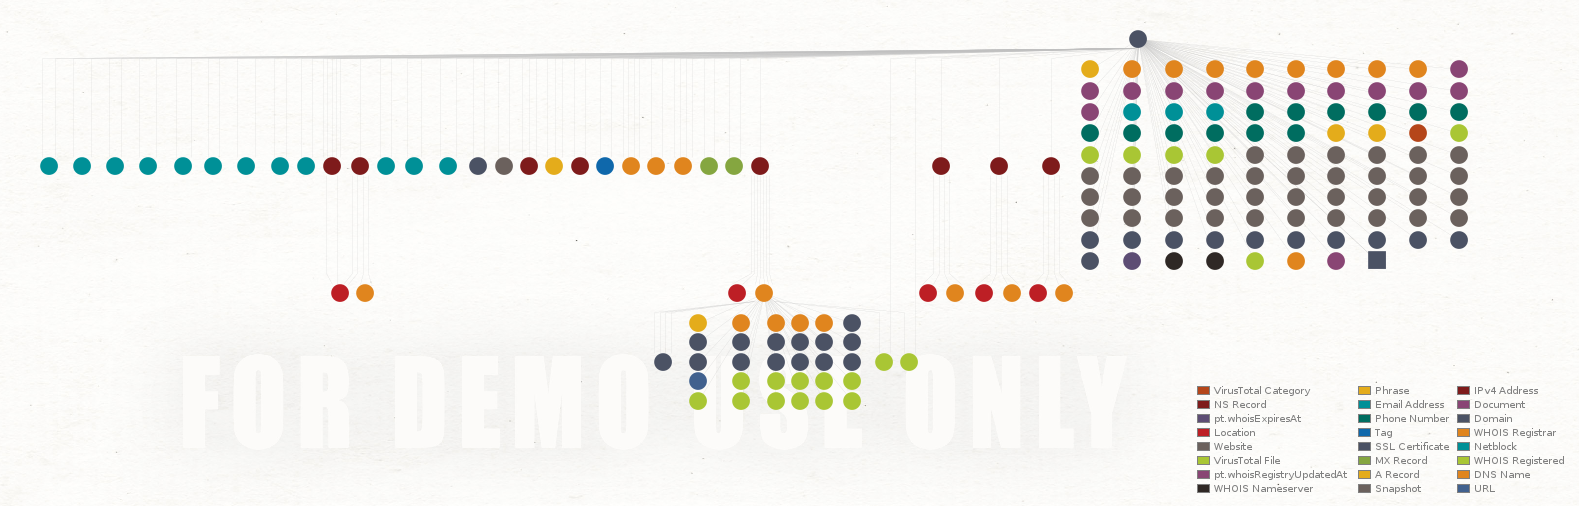 FOR DEMO USE ONLY
VirusTotal Category
NS Record
pt.whoisExpiresAt
Location
Website
VirusTotal File
pt.whoisRegistryUpdatedAt
WHOIS Nameserver
Phrase
Email Address
Phone Number
Tag
SSL Certificate
MX Record
A Record
Snapshot
IPv4 Address
Document
Domain
WHOIS Registrar
Netblock
WHOIS Registered
DNS Name
URL